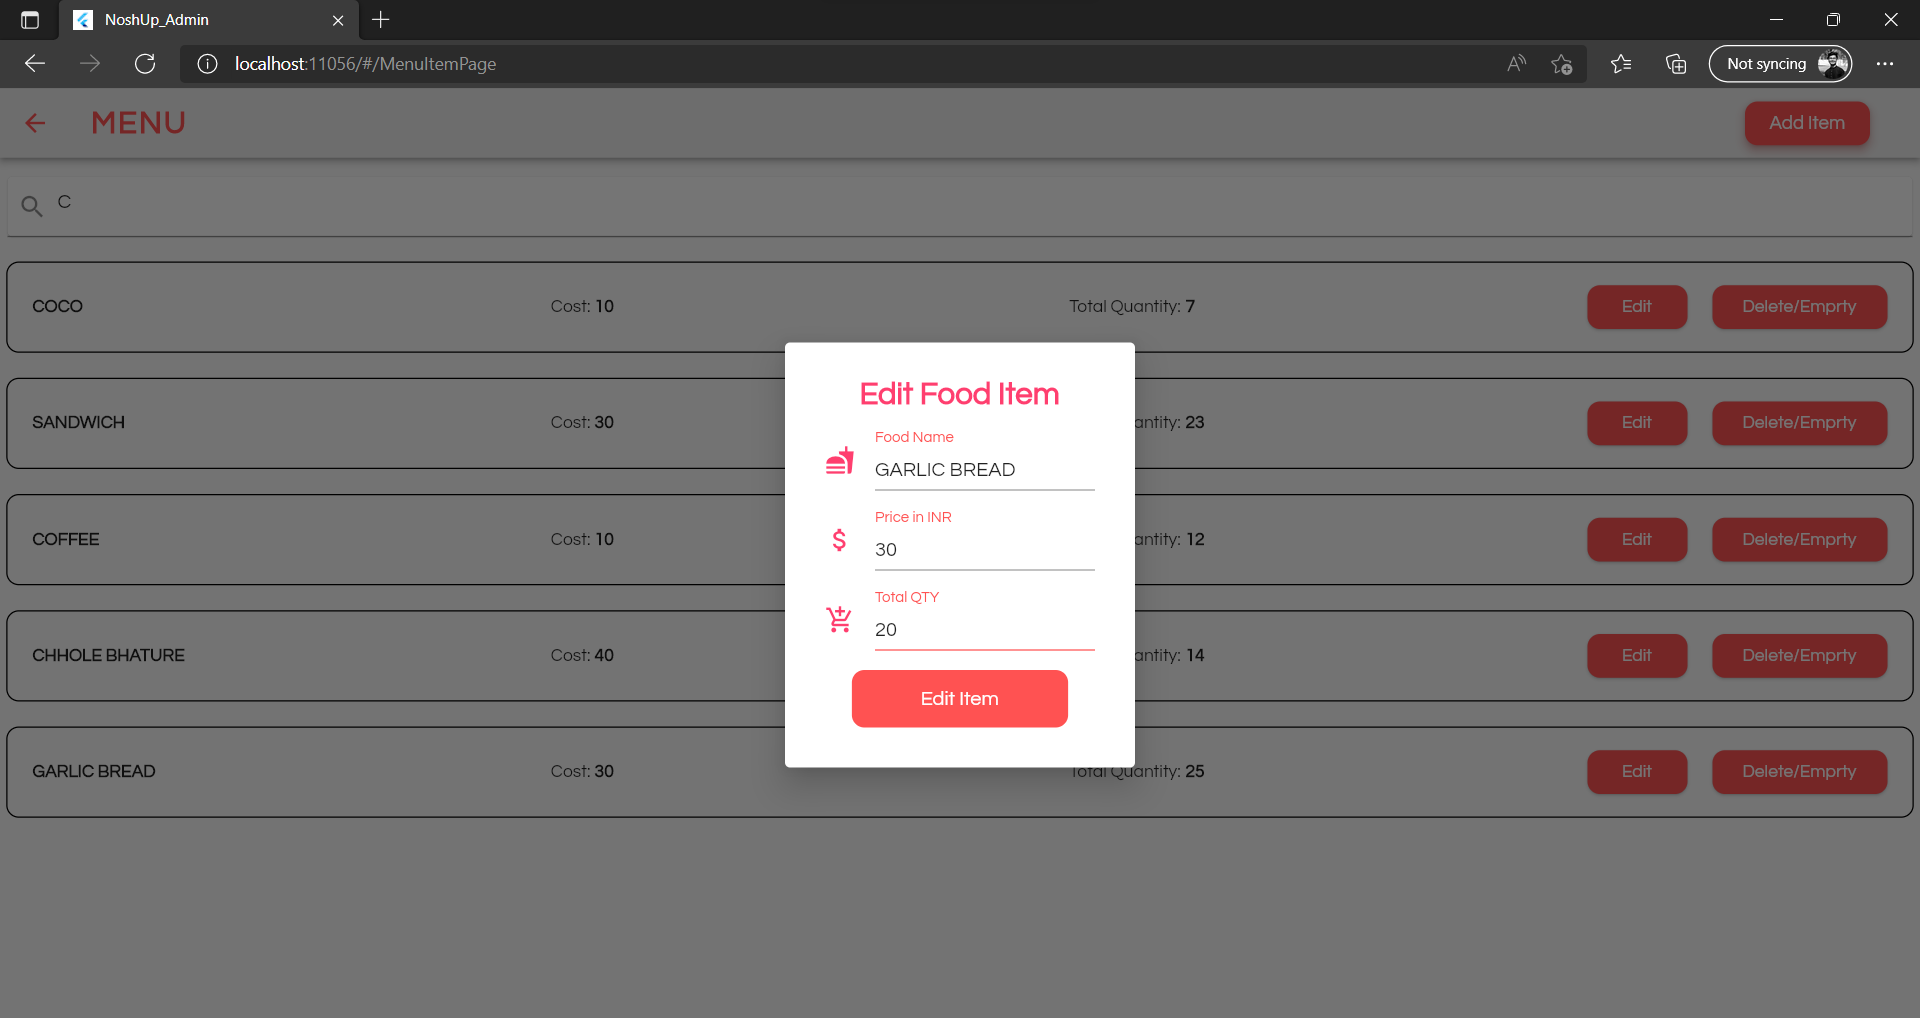 NoshUp_Admin
localhost:11056/#/MenuItemPage
Not syncing
MENU
Add Item
C
COCO Cost: 10 Total Quantity: 7 Edit Delete/Emprty
SANDWICH Cost: 30 antity: 23 Edit Delete/Emprty
COFFEE Cost: 10 antity: 12 Edit Delete/Emprty
CHHOLE BHATURE Cost: 40 antity: 14 Edit Delete/Emprty
GARLIC BREAD Cost: 30 Total Quantity: 25 Edit Delete/Emprty
Edit Food Item
Food Name
GARLIC BREAD
Price in INR
$ 30
Total QTY
20
Edit Item